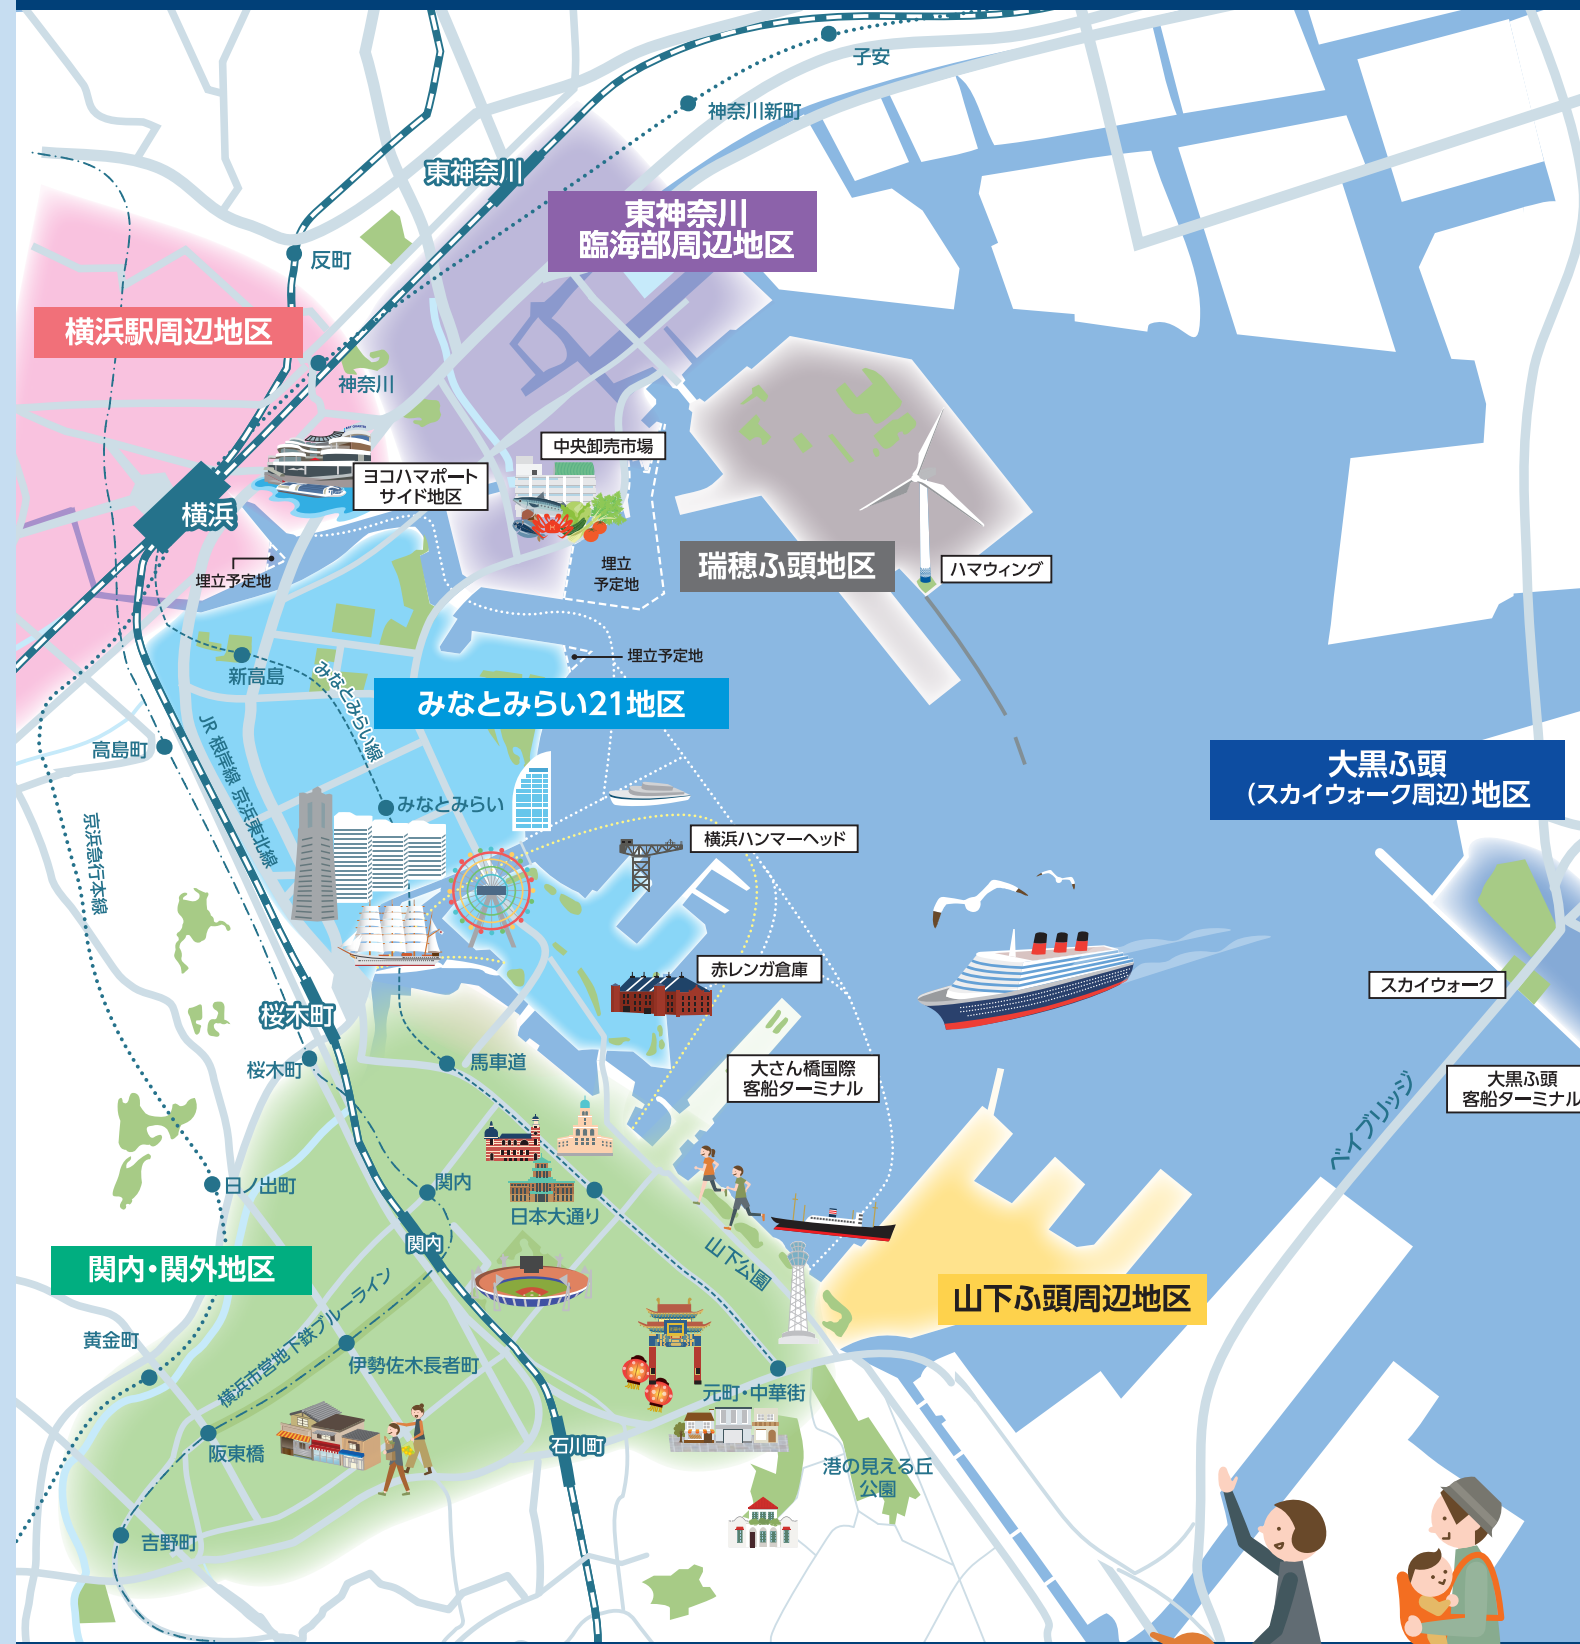 子安
神奈川新町
東神奈川
東神奈川
臨海部周辺地区
反町
横浜駅周辺地区
神奈川
中央卸売市場
ヨコハマポート
サイド地区
横浜
埋立予定地
埋立
予定地
瑞穂ふ頭地区
ハマウィング
埋立予定地
新高島
みなとみらい線
みなとみらい21地区
JR 根岸線 京浜東北線
高島町
大黒ふ頭
（スカイウォーク周辺）地区
みなとみらい
京浜急行本線
横浜ハンマーヘッド
赤レンガ倉庫
スカイウォーク
桜木町
桜木町
馬車道
大さん橋国際
客船ターミナル
大黒ふ頭
客船ターミナル
ベイブリッジ
日ノ出町
関内
日本大通り
関内
山下公園
関内・関外地区
山下ふ頭周辺地区
横浜市営地下鉄ブルーライン
黄金町
伊勢佐木長者町
元町・中華街
阪東橋
石川町
港の見える丘
公園
吉野町